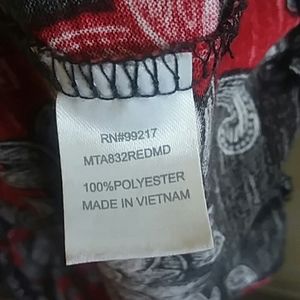 RN#99217
MTA832REDMD
100%POLYESTER
MADE IN VIETNAM